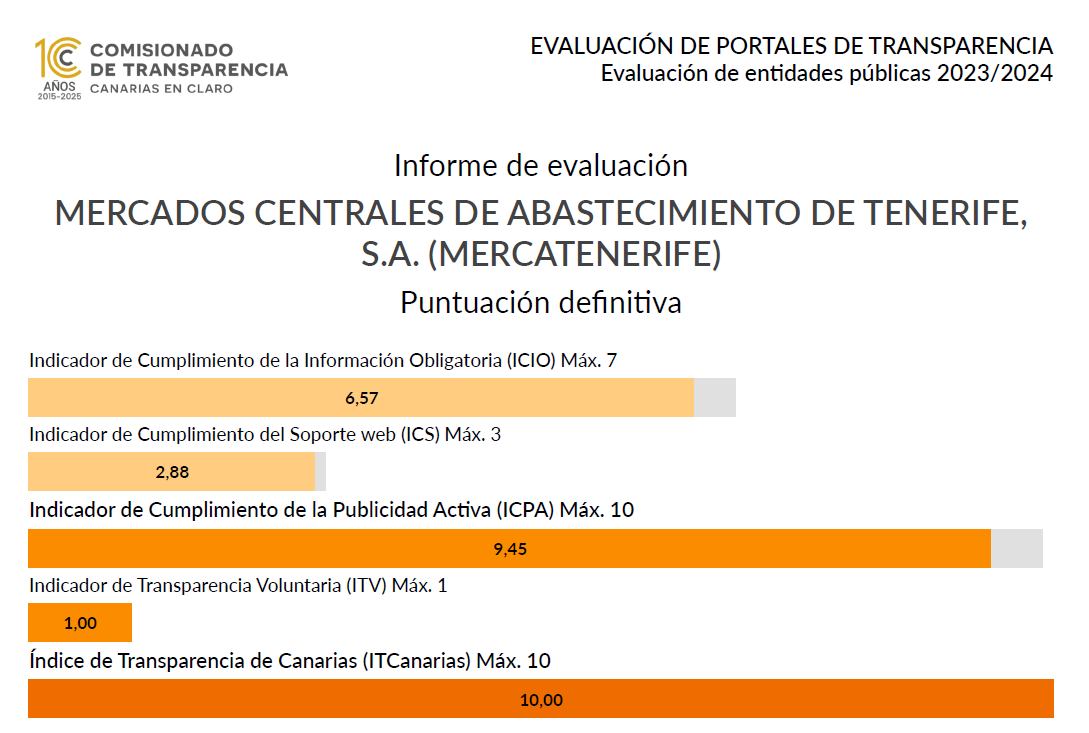 1CC
AÑOS
2015-2025
COMISIONADO
DE TRANSPARENCIA
CANARIAS EN CLARO
EVALUACIÓN DE PORTALES DE TRANSPARENCIA
Evaluación de entidades públicas 2023/2024
Informe de evaluación
MERCADOS CENTRALES DE ABASTECIMIENTO DE TENERIFE,
S.A. (MERCATENERIFE)
Puntuación definitiva
Indicador de Cumplimiento de la Información Obligatoria (ICIO) Máx. 7
6,57
Indicador de Cumplimiento del Soporte web (ICS) Máx. 3
2,88
Indicador de Cumplimiento de la Publicidad Activa (ICPA) Máx. 10
9,45
Indicador de Transparencia Voluntaria (ITV) Máx. 1
1,00
Índice de Transparencia de Canarias (ITCanarias) Máx. 10
10,00